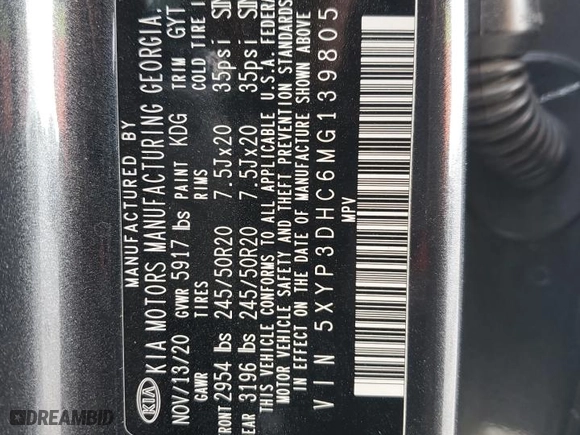 MANUFACTURED BY
KIA KIA MOTORS MANUFACTURING GEORGIA.
NOV/13/20 GVWR 5917 lbs PAINT KDG TRIM GYT
GAWR TIRES RIMS COLD TIRE
FRONT 2954 lbs 245/50R20 7.5Jx20 35psi
REAR 3196 lbs 245/50R20 7.5Jx20 35psi
THIS VEHICLE CONFORMS TO ALL APPLICABLE U.S.A. FEDERAL
MOTOR VEHICLE SAFETY AND THEFT PREVENTION STANDARDS
IN EFFECT ON THE DATE OF MANUFACTURE SHOWN ABOVE
VIN 5XYP3DHC6MG139805
MPV
DREAMBID